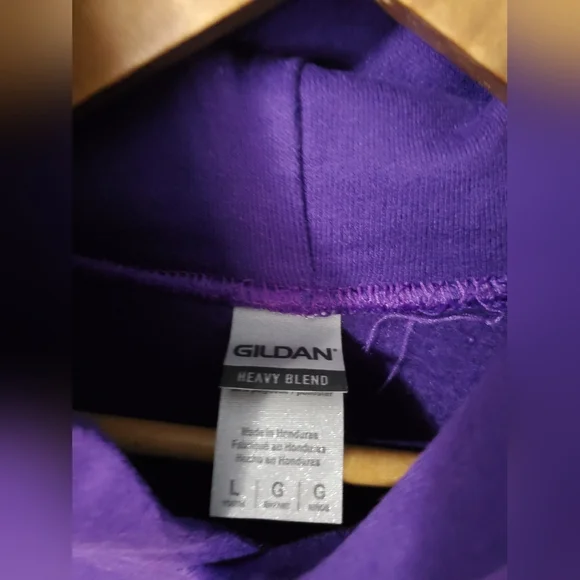 GILDAN
HEAVY BLEND
Made in Honduras
Fabriqué au Honduras
Hecho en Honduras
L G G